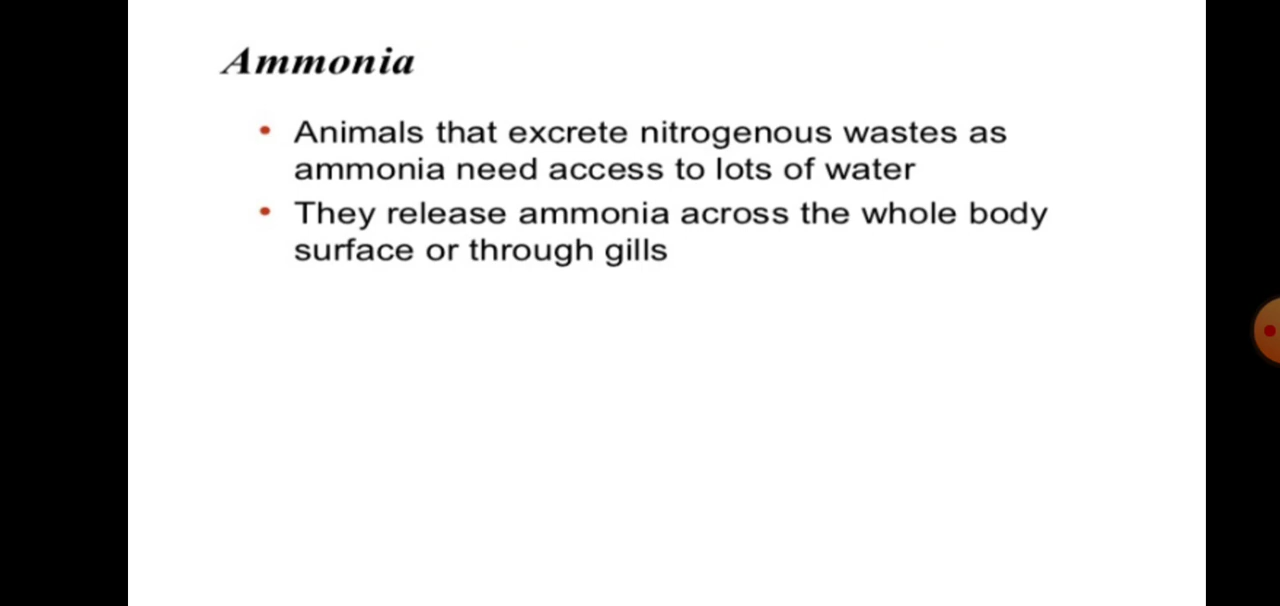 Ammonia
• Animals that excrete nitrogenous wastes as
ammonia need access to lots of water
• They release ammonia across the whole body
surface or through gills